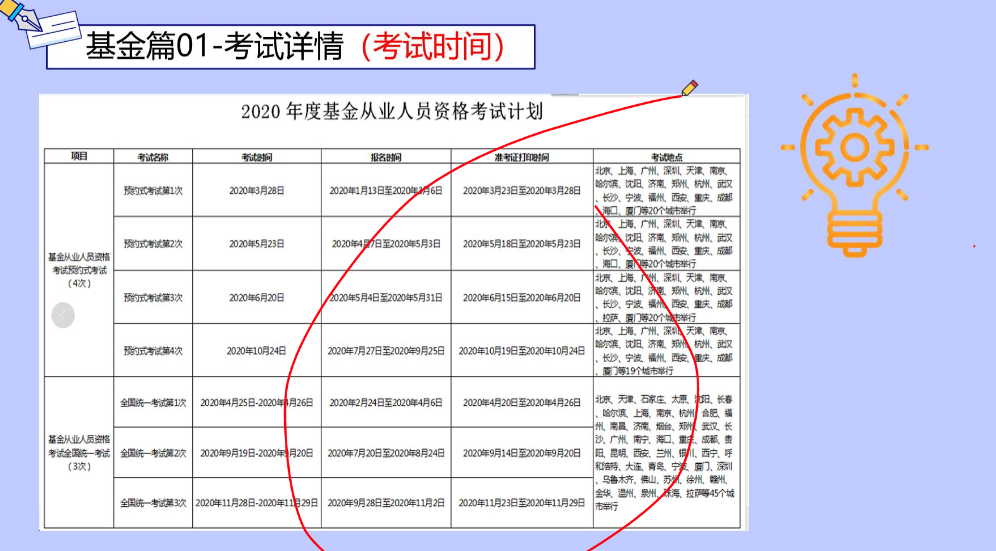 基金篇01-考试详情（考试时间）
2020 年度基金从业人员资格考试计划
项目 考试名称 考试时间 报名时间 准考证打印时间 考试地点
基金从业人员资格
考试预约式考试
（4次）
预约式考试第1次 2020年3月28日 2020年1月13日至2020年3月6日 2020年3月23日至2020年3月28日
北京、上海、广州、深圳、天津、南京、
哈尔滨、沈阳、济南、郑州、杭州、武汉
、长沙、宁波、福州、西安、重庆、成都
、海口、厦门等20个城市举行
预约式考试第2次 2020年5月23日 2020年4月7日至2020年5月3日 2020年5月18日至2020年5月23日
北京、上海、广州、深圳、天津、南京、
哈尔滨、沈阳、济南、郑州、杭州、武汉
、长沙、宁波、福州、西安、重庆、成都
、海口、厦门等20个城市举行
预约式考试第3次 2020年6月20日 2020年5月4日至2020年5月31日 2020年6月15日至2020年6月20日
北京、上海、广州、深圳、天津、南京、
哈尔滨、沈阳、济南、郑州、杭州、武汉
、长沙、宁波、福州、西安、重庆、成都
、拉萨、厦门等20个城市举行
预约式考试第4次 2020年10月24日 2020年7月27日至2020年9月25日 2020年10月19日至2020年10月24日
北京、上海、广州、深圳、天津、南京、
哈尔滨、沈阳、济南、郑州、杭州、武汉
、长沙、宁波、福州、西安、重庆、成都
、厦门等19个城市举行
基金从业人员资格
考试全国统一考试
（3次）
全国统一考试第1次 2020年4月25日-2020年4月26日 2020年2月24日至2020年4月6日 2020年4月20日至2020年4月26日
全国统一考试第2次 2020年9月19日-2020年9月20日 2020年7月20日至2020年8月24日 2020年9月14日至2020年9月20日
全国统一考试第3次 2020年11月28日-2020年11月29日 2020年9月28日至2020年11月2日 2020年11月23日至2020年11月29日
北京、天津、石家庄、太原、沈阳、长春
、哈尔滨、上海、南京、杭州、合肥、福
州、南昌、济南、烟台、郑州、武汉、长
沙、广州、南宁、海口、重庆、成都、贵
阳、昆明、西安、兰州、银川、西宁、呼
和浩特、大连、青岛、宁波、厦门、深圳
、乌鲁木齐、佛山、苏州、徐州、赣州、
金华、温州、泉州、珠海、拉萨等45个城
市举行